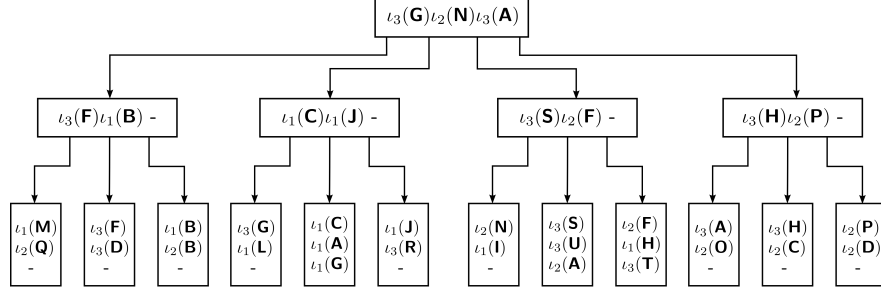 ι₃(G)ι₂(N)ι₃(A)
ι₃(F)ι₁(B) -
ι₁(C)ι₁(J) -
ι₃(S)ι₂(F) -
ι₃(H)ι₂(P) -
ι₁(M)
ι₂(Q)
-
ι₃(F)
ι₃(D)
-
ι₁(B)
ι₂(B)
-
ι₃(G)
ι₁(L)
-
ι₁(C)
ι₁(A)
ι₁(G)
ι₁(J)
ι₃(R)
-
ι₂(N)
ι₁(I)
-
ι₃(S)
ι₃(U)
ι₂(A)
ι₂(F)
ι₁(H)
ι₃(T)
ι₃(A)
ι₂(O)
-
ι₃(H)
ι₂(C)
-
ι₂(P)
ι₂(D)
-